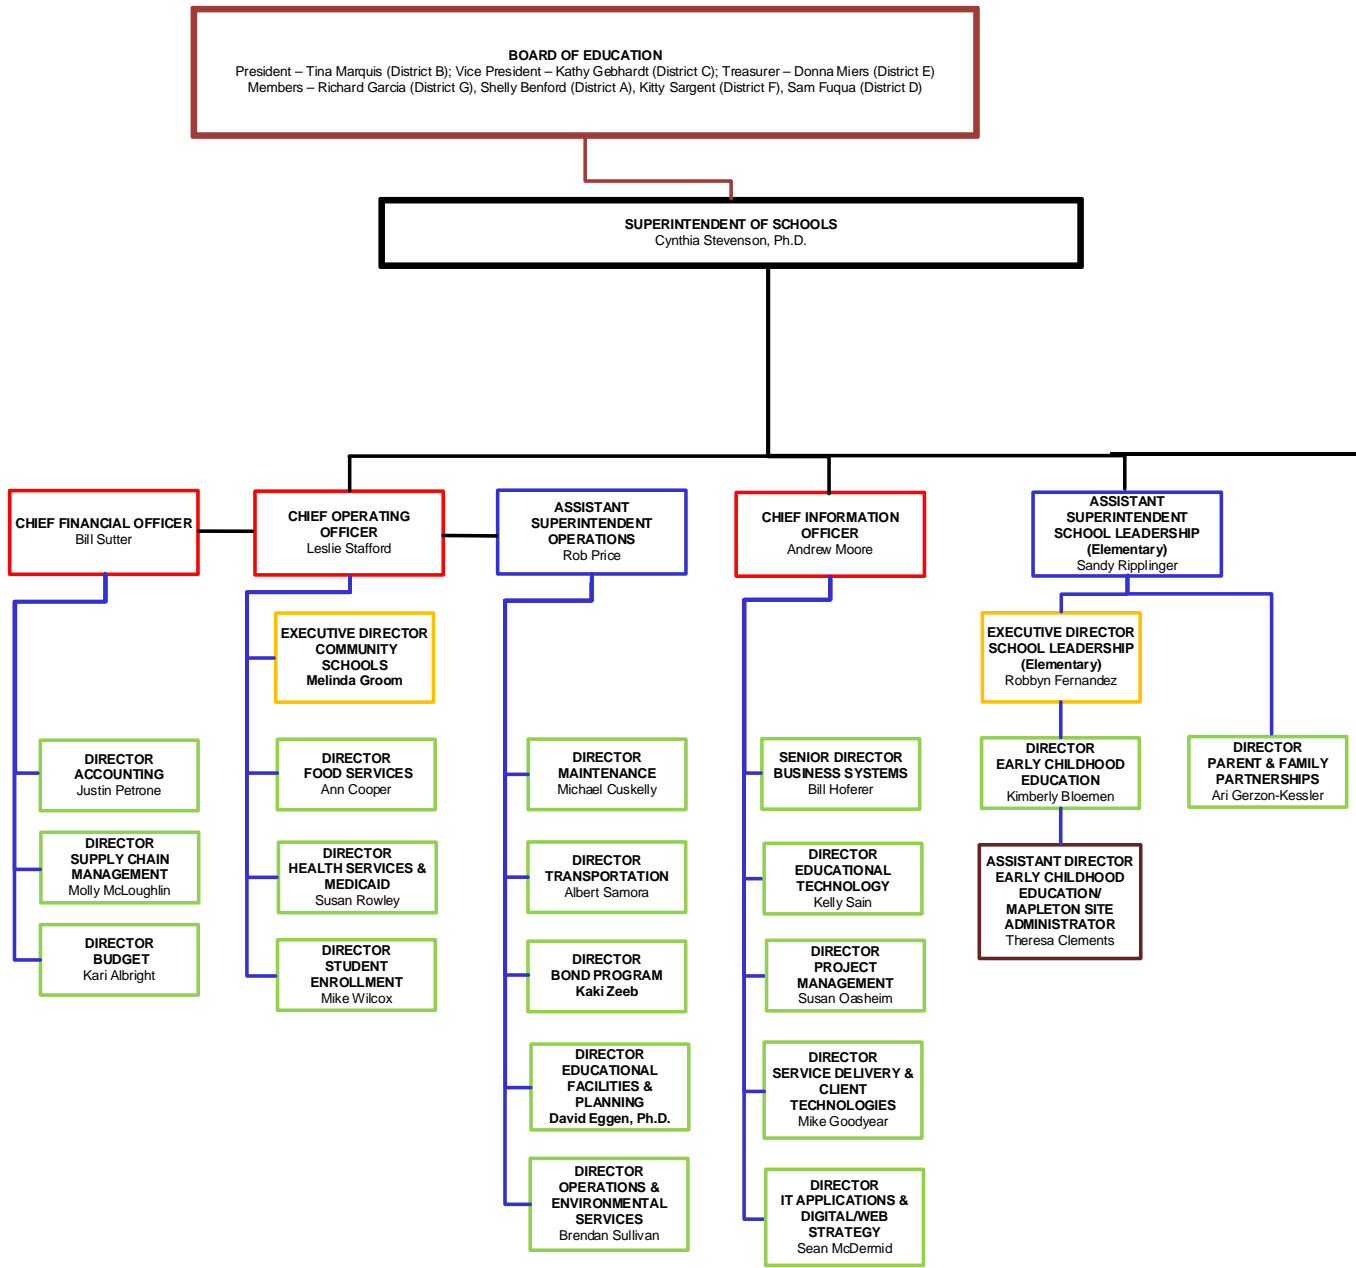 BOARD OF EDUCATION
President – Tina Marquis (District B); Vice President – Kathy Gebhardt (District C); Treasurer – Donna Miers (District E)
Members – Richard Garcia (District G), Shelly Benford (District A), Kitty Sargent (District F), Sam Fuqua (District D)
SUPERINTENDENT OF SCHOOLS
Cynthia Stevenson, Ph.D.
CHIEF FINANCIAL OFFICER
Bill Sutter
CHIEF OPERATING
OFFICER
Leslie Stafford
ASSISTANT
SUPERINTENDENT
OPERATIONS
Rob Price
CHIEF INFORMATION
OFFICER
Andrew Moore
ASSISTANT
SUPERINTENDENT
SCHOOL LEADERSHIP
(Elementary)
Sandy Ripplinger
EXECUTIVE DIRECTOR
COMMUNITY
SCHOOLS
Melinda Groom
EXECUTIVE DIRECTOR
SCHOOL LEADERSHIP
(Elementary)
Robbyn Fernandez
DIRECTOR
ACCOUNTING
Justin Petrone
DIRECTOR
FOOD SERVICES
Ann Cooper
DIRECTOR
MAINTENANCE
Michael Cuskelly
SENIOR DIRECTOR
BUSINESS SYSTEMS
Bill Hoferer
DIRECTOR
EARLY CHILDHOOD
EDUCATION
Kimberly Bloemen
DIRECTOR
PARENT & FAMILY
PARTNERSHIPS
Ari Gerzon-Kessler
DIRECTOR
SUPPLY CHAIN
MANAGEMENT
Molly McLoughlin
DIRECTOR
HEALTH SERVICES &
MEDICAID
Susan Rowley
DIRECTOR
TRANSPORTATION
Albert Samora
DIRECTOR
EDUCATIONAL
TECHNOLOGY
Kelly Sain
ASSISTANT DIRECTOR
EARLY CHILDHOOD
EDUCATION/
MAPLETON SITE
ADMINISTRATOR
Theresa Clements
DIRECTOR
BUDGET
Kari Albright
DIRECTOR
STUDENT
ENROLLMENT
Mike Wilcox
DIRECTOR
BOND PROGRAM
Kaki Zeeb
DIRECTOR
PROJECT
MANAGEMENT
Susan Oasheim
DIRECTOR
EDUCATIONAL
FACILITIES &
PLANNING
David Eggen, Ph.D.
DIRECTOR
SERVICE DELIVERY &
CLIENT
TECHNOLOGIES
Mike Goodyear
DIRECTOR
OPERATIONS &
ENVIRONMENTAL
SERVICES
Brendan Sullivan
DIRECTOR
IT APPLICATIONS &
DIGITAL/WEB
STRATEGY
Sean McDermid